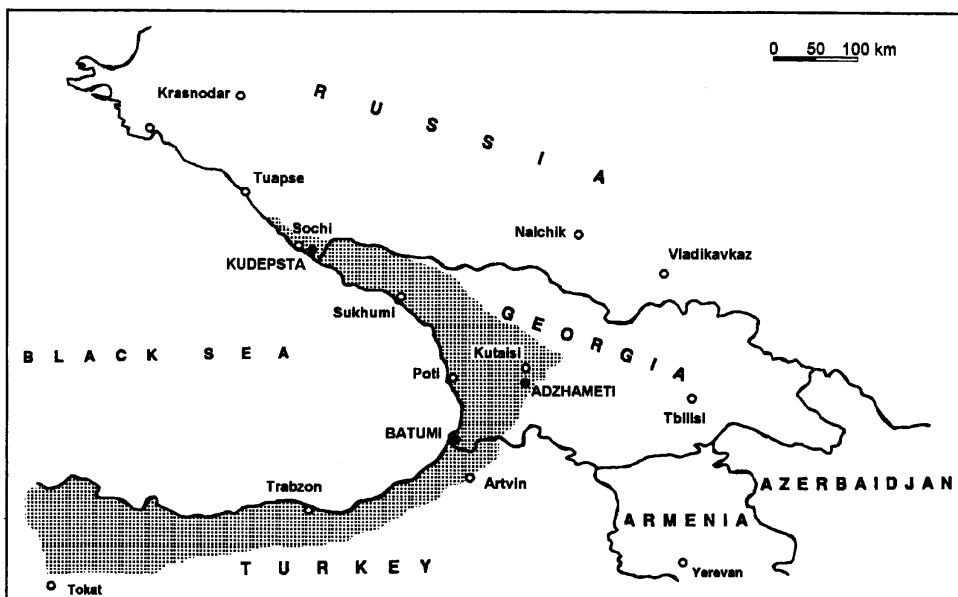 0 50 100 km
Krasnodar
R U S S I A
Tuapse
Sochi
Nalchik
KUDEPSTA
Vladikavkaz
Sukhumi
G E O R G I A
B L A C K S E A
Kutaisi
Poti
ADZHAMETI
Tbilisi
BATUMI
Artvin
AZERBAIDJAN
Trabzon
ARMENIA
T U R K E Y
Yerevan
Tokat